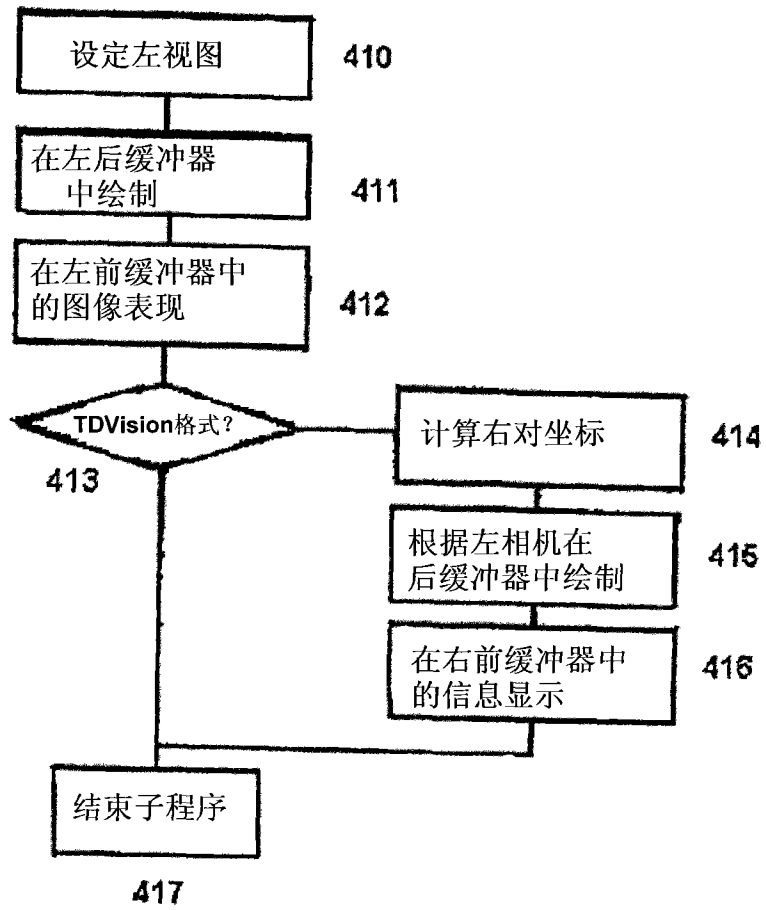 设定左视图
410
在左后缓冲器
中绘制
411
在左前缓冲器中
的图像表现
412
TDVision格式？
413
计算右对坐标
414
根据左相机在
后缓冲器中绘制
415
在右前缓冲器中
的信息显示
416
结束子程序
417